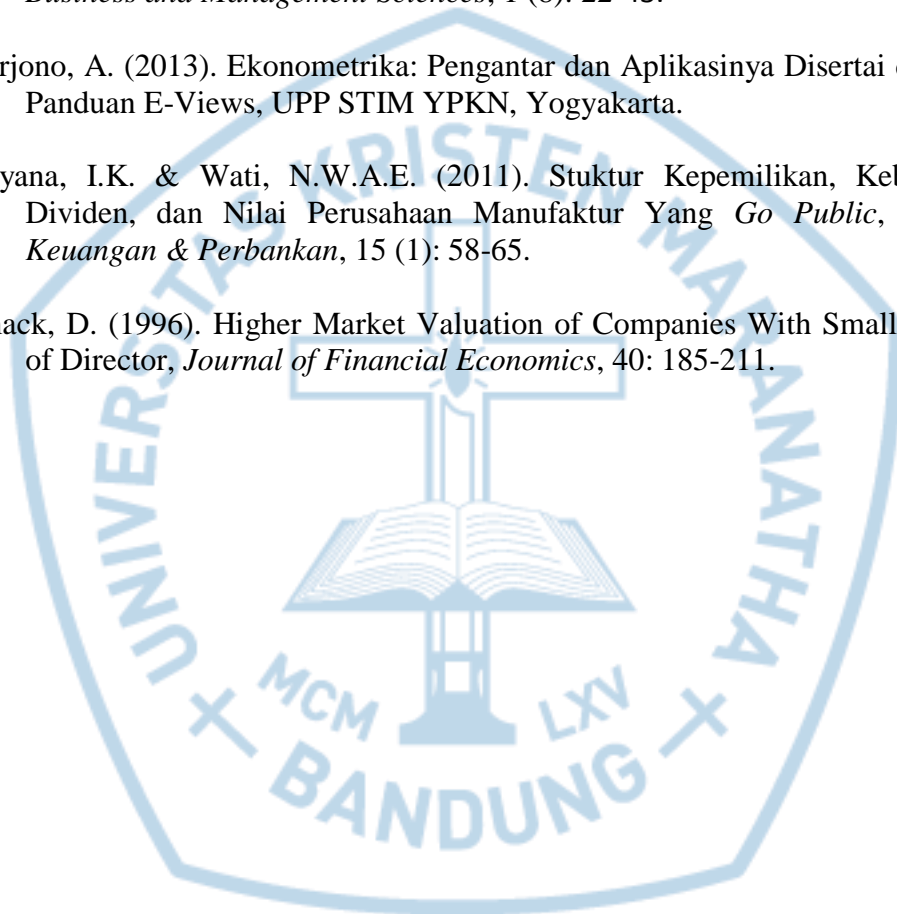 Business and Management Sciences, 1 (8): 22-43.
rjono, A. (2013). Ekonometrika: Pengantar dan Aplikasinya Disertai
Panduan E-Views, UPP STIM YPKN, Yogyakarta.
yana, I.K. & Wati, N.W.A.E. (2011). Stuktur Kepemilikan, Keb
Dividen, dan Nilai Perusahaan Manufaktur Yang Go Public,
Keuangan & Perbankan, 15 (1): 58-65.
ack, D. (1996). Higher Market Valuation of Companies With Small
of Director, Journal of Financial Economics, 40: 185-211.
UNIVERSITAS KRISTEN MARANATHA
MCM LXV
BANDUNG